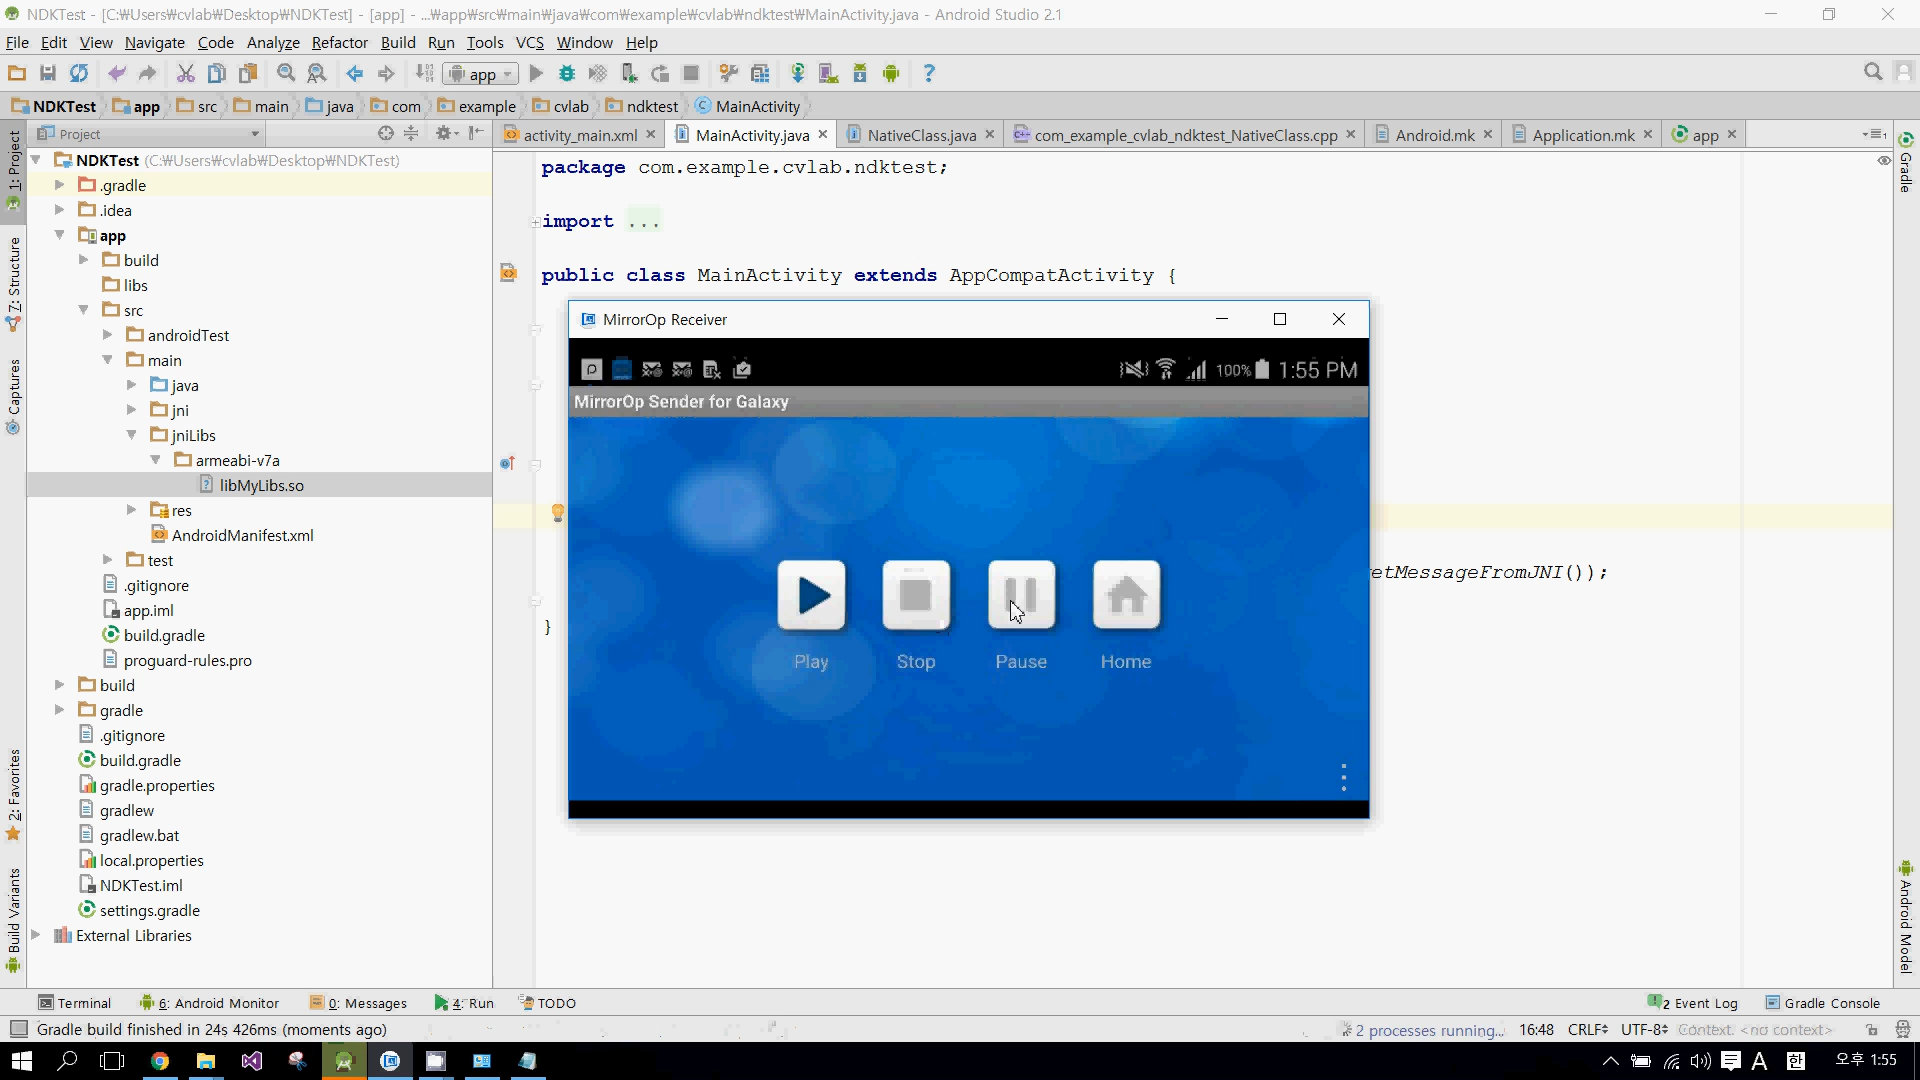 NDKTest - [C:₩Users₩cvlab₩Desktop₩NDKTest] - [app] - ...₩app₩src₩main₩java₩com₩example₩cvlab₩ndktest₩MainActivity.java - Android Studio 2.1
File Edit View Navigate Code Analyze Refactor Build Run Tools VCS Window Help
app
NDKTest app src main java com example cvlab ndktest MainActivity
Project
activity_main.xml MainActivity.java NativeClass.java com_example_cvlab_ndktest_NativeClass.cpp Android.mk Application.mk app
1: Project
Z: Structure
Captures
2: Favorites
Build Variants
NDKTest (C:₩Users₩cvlab₩Desktop₩NDKTest)
.gradle
.idea
app
build
libs
src
androidTest
main
java
jni
jniLibs
armeabi-v7a
libMyLibs.so
res
AndroidManifest.xml
test
.gitignore
app.iml
build.gradle
proguard-rules.pro
build
gradle
.gitignore
build.gradle
gradle.properties
gradlew
gradlew.bat
local.properties
NDKTest.iml
settings.gradle
External Libraries
package com.example.cvlab.ndktest;
import ...
public class MainActivity extends AppCompatActivity {
etMessageFromJNI());
}
MirrorOp Receiver
100% 1:55 PM
MirrorOp Sender for Galaxy
Play Stop Pause Home
Gradle
Android Model
Terminal 6: Android Monitor 0: Messages 4: Run TODO 2 Event Log Gradle Console
Gradle build finished in 24s 426ms (moments ago) 2 processes running... 16:48 CRLF UTF-8 Context: <no context>
A 한 오후 1:55